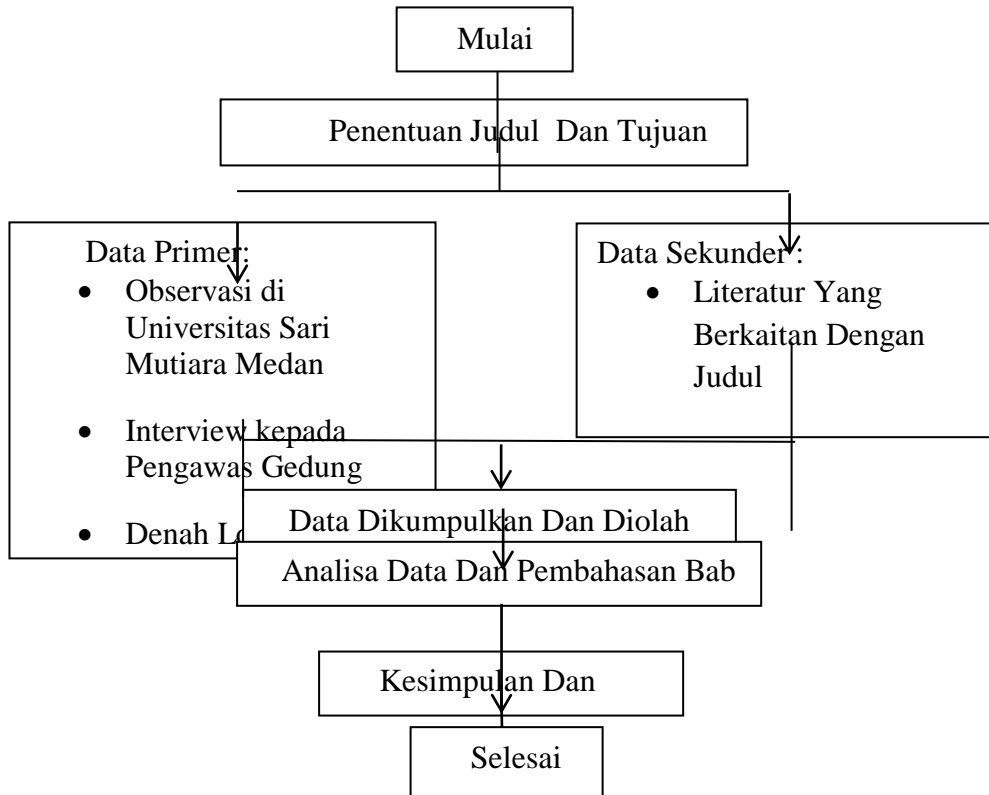 Mulai
Penentuan Judul Dan Tujuan
Data Primer:
• Observasi di
Universitas Sari
Mutiara Medan
• Interview kepada
Pengawas Gedung
• Denah
Data Sekunder :
• Literatur Yang
Berkaitan Dengan
Judul
Data Dikumpulkan Dan Diolah
Analisa Data Dan Pembahasan Bab
Kesimpulan Dan
Selesai